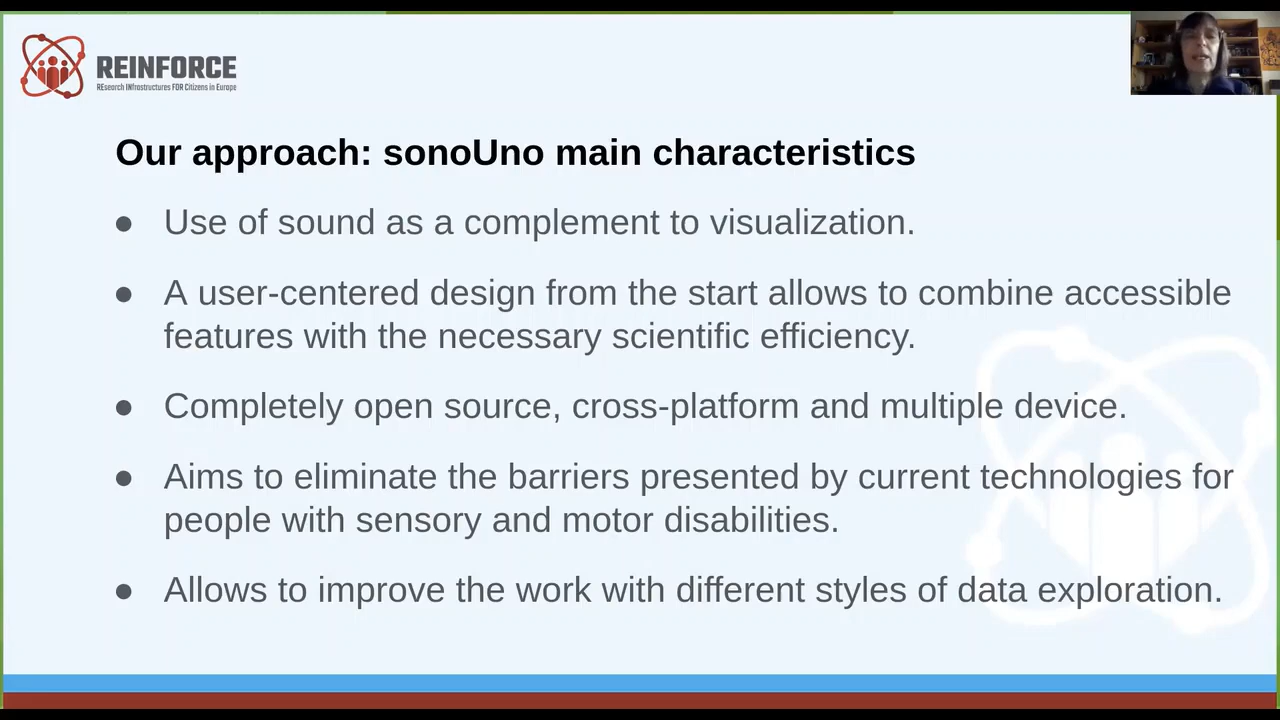 REINFORCE
REsearch INfrastructures FOR Citizens in Europe
Our approach: sonoUno main characteristics
● Use of sound as a complement to visualization.
● A user-centered design from the start allows to combine accessible
features with the necessary scientific efficiency.
● Completely open source, cross-platform and multiple device.
● Aims to eliminate the barriers presented by current technologies for
people with sensory and motor disabilities.
● Allows to improve the work with different styles of data exploration.